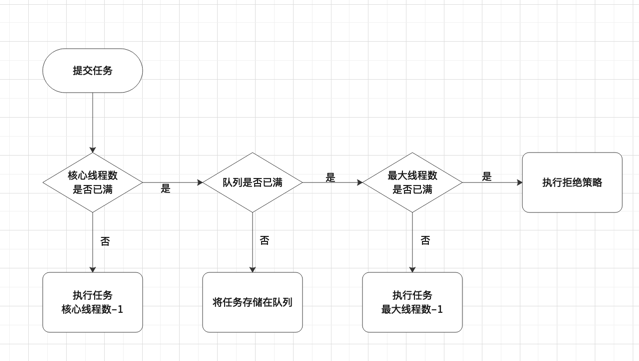 提交任务
核心线程数
是否已满
是
队列是否已满
是
最大线程数
是否已满
是
执行拒绝策略
否
否
否
执行任务
核心线程数-1
将任务存储在队列
执行任务
最大线程数-1